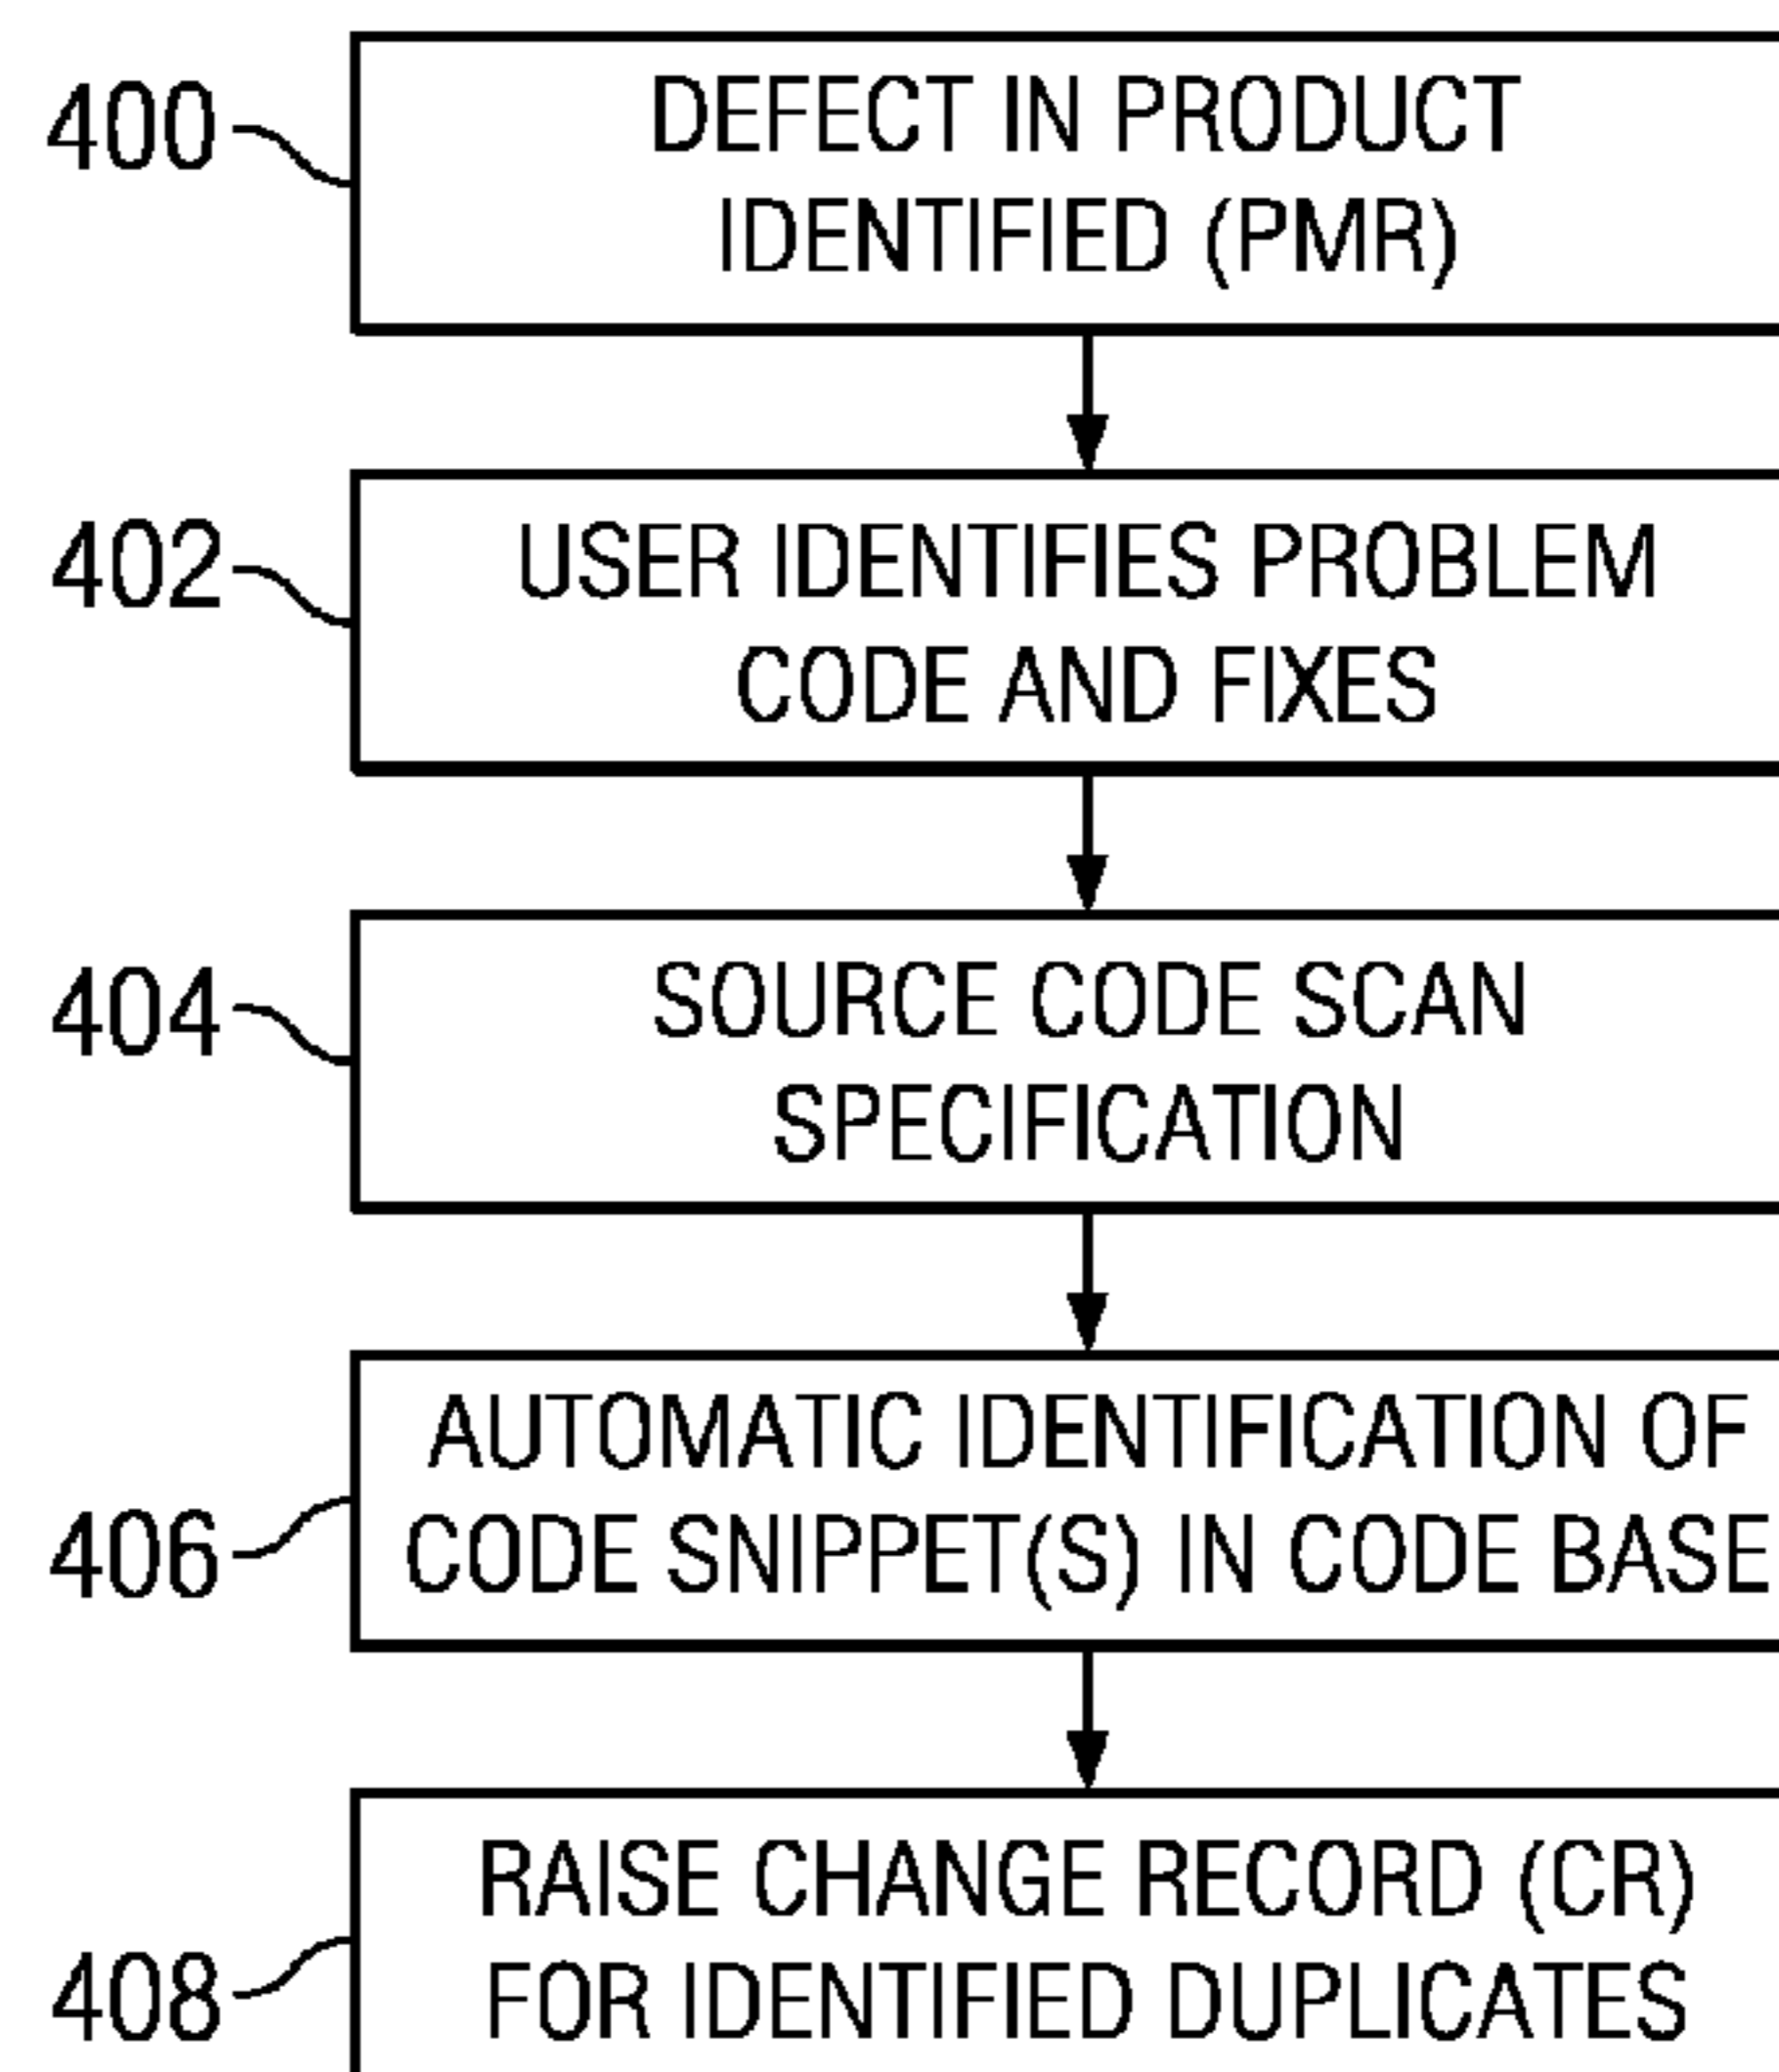 400
DEFECT IN PRODUCT
IDENTIFIED (PMR)
402
USER IDENTIFIES PROBLEM
CODE AND FIXES
404
SOURCE CODE SCAN
SPECIFICATION
406
AUTOMATIC IDENTIFICATION OF
CODE SNIPPET(S) IN CODE BASE
408
RAISE CHANGE RECORD (CR)
FOR IDENTIFIED DUPLICATES